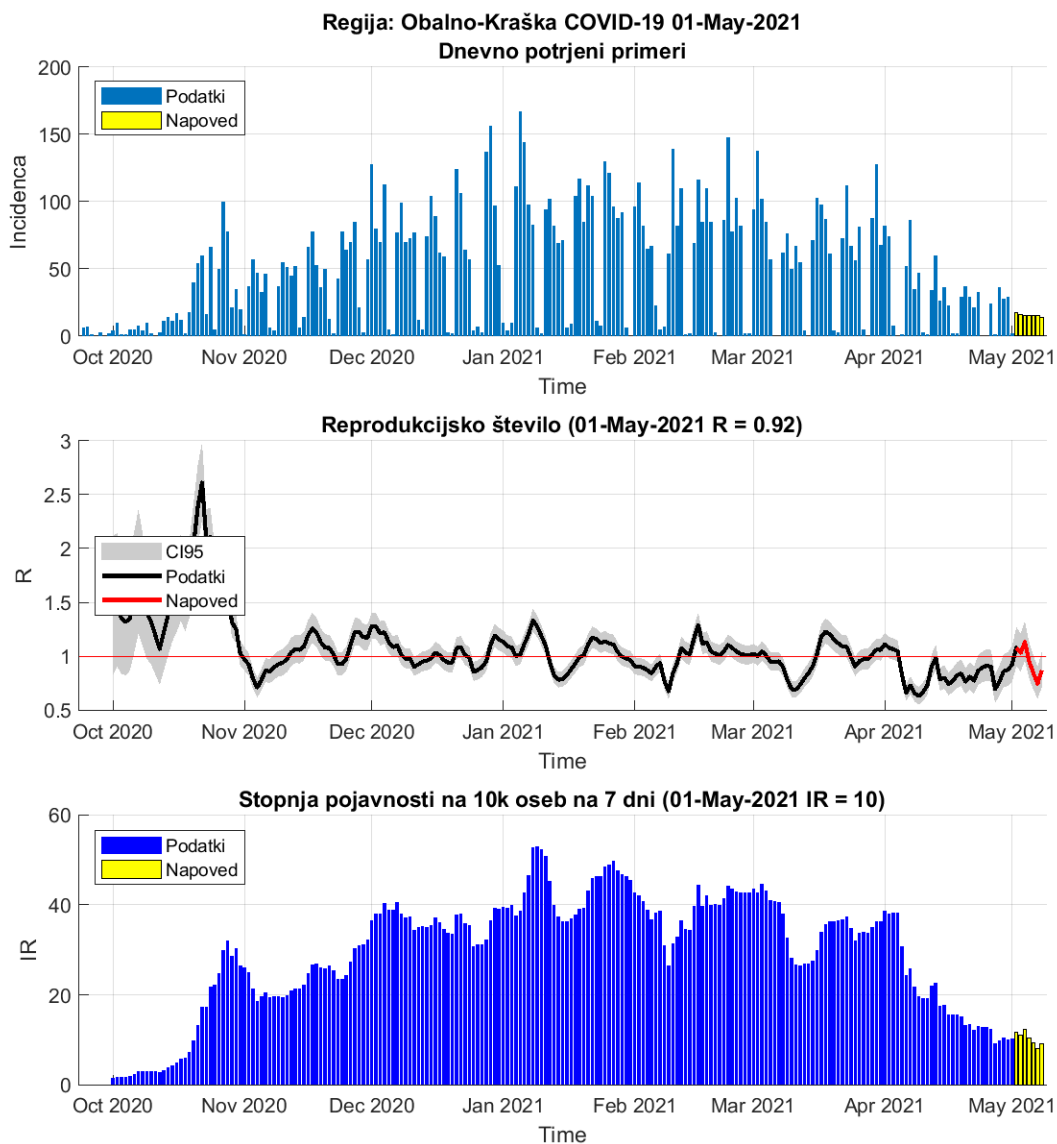 Regija: Obalno-Kraška COVID-19 01-May-2021
Dnevno potrjeni primeri
200
150
100
50
0
Incidenca
Podatki
Napoved
Oct 2020 Nov 2020 Dec 2020 Jan 2021 Feb 2021 Mar 2021 Apr 2021 May 2021
Time
Reprodukcijsko število (01-May-2021 R = 0.92)
3
2.5
2
1.5
1
0.5
R
CI95
Podatki
Napoved
Oct 2020 Nov 2020 Dec 2020 Jan 2021 Feb 2021 Mar 2021 Apr 2021 May 2021
Time
Stopnja pojavnosti na 10k oseb na 7 dni (01-May-2021 IR = 10)
60
40
20
0
IR
Podatki
Napoved
Oct 2020 Nov 2020 Dec 2020 Jan 2021 Feb 2021 Mar 2021 Apr 2021 May 2021
Time